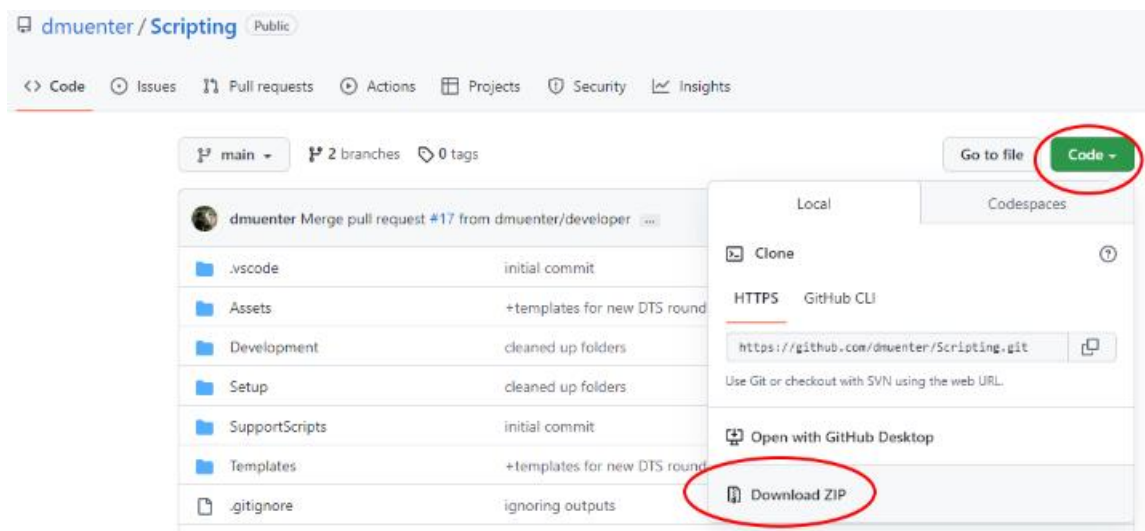 dmuenter / Scripting Public
<> Code Issues Pull requests Actions Projects Security Insights
main 2 branches 0 tags Go to file Code
dmuenter Merge pull request #17 from dmuenter/developer ...
Local Codespaces
.vscode initial commit
Clone
Assets +templates for new DTS round
HTTPS GitHub CLI
Development cleaned up folders
https://github.com/dmuenter/Scripting.git
Setup cleaned up folders
Use Git or checkout with SVN using the web URL.
SupportScripts initial commit
Open with GitHub Desktop
Templates +templates for new DTS round
.gitignore ignoring outputs
Download ZIP